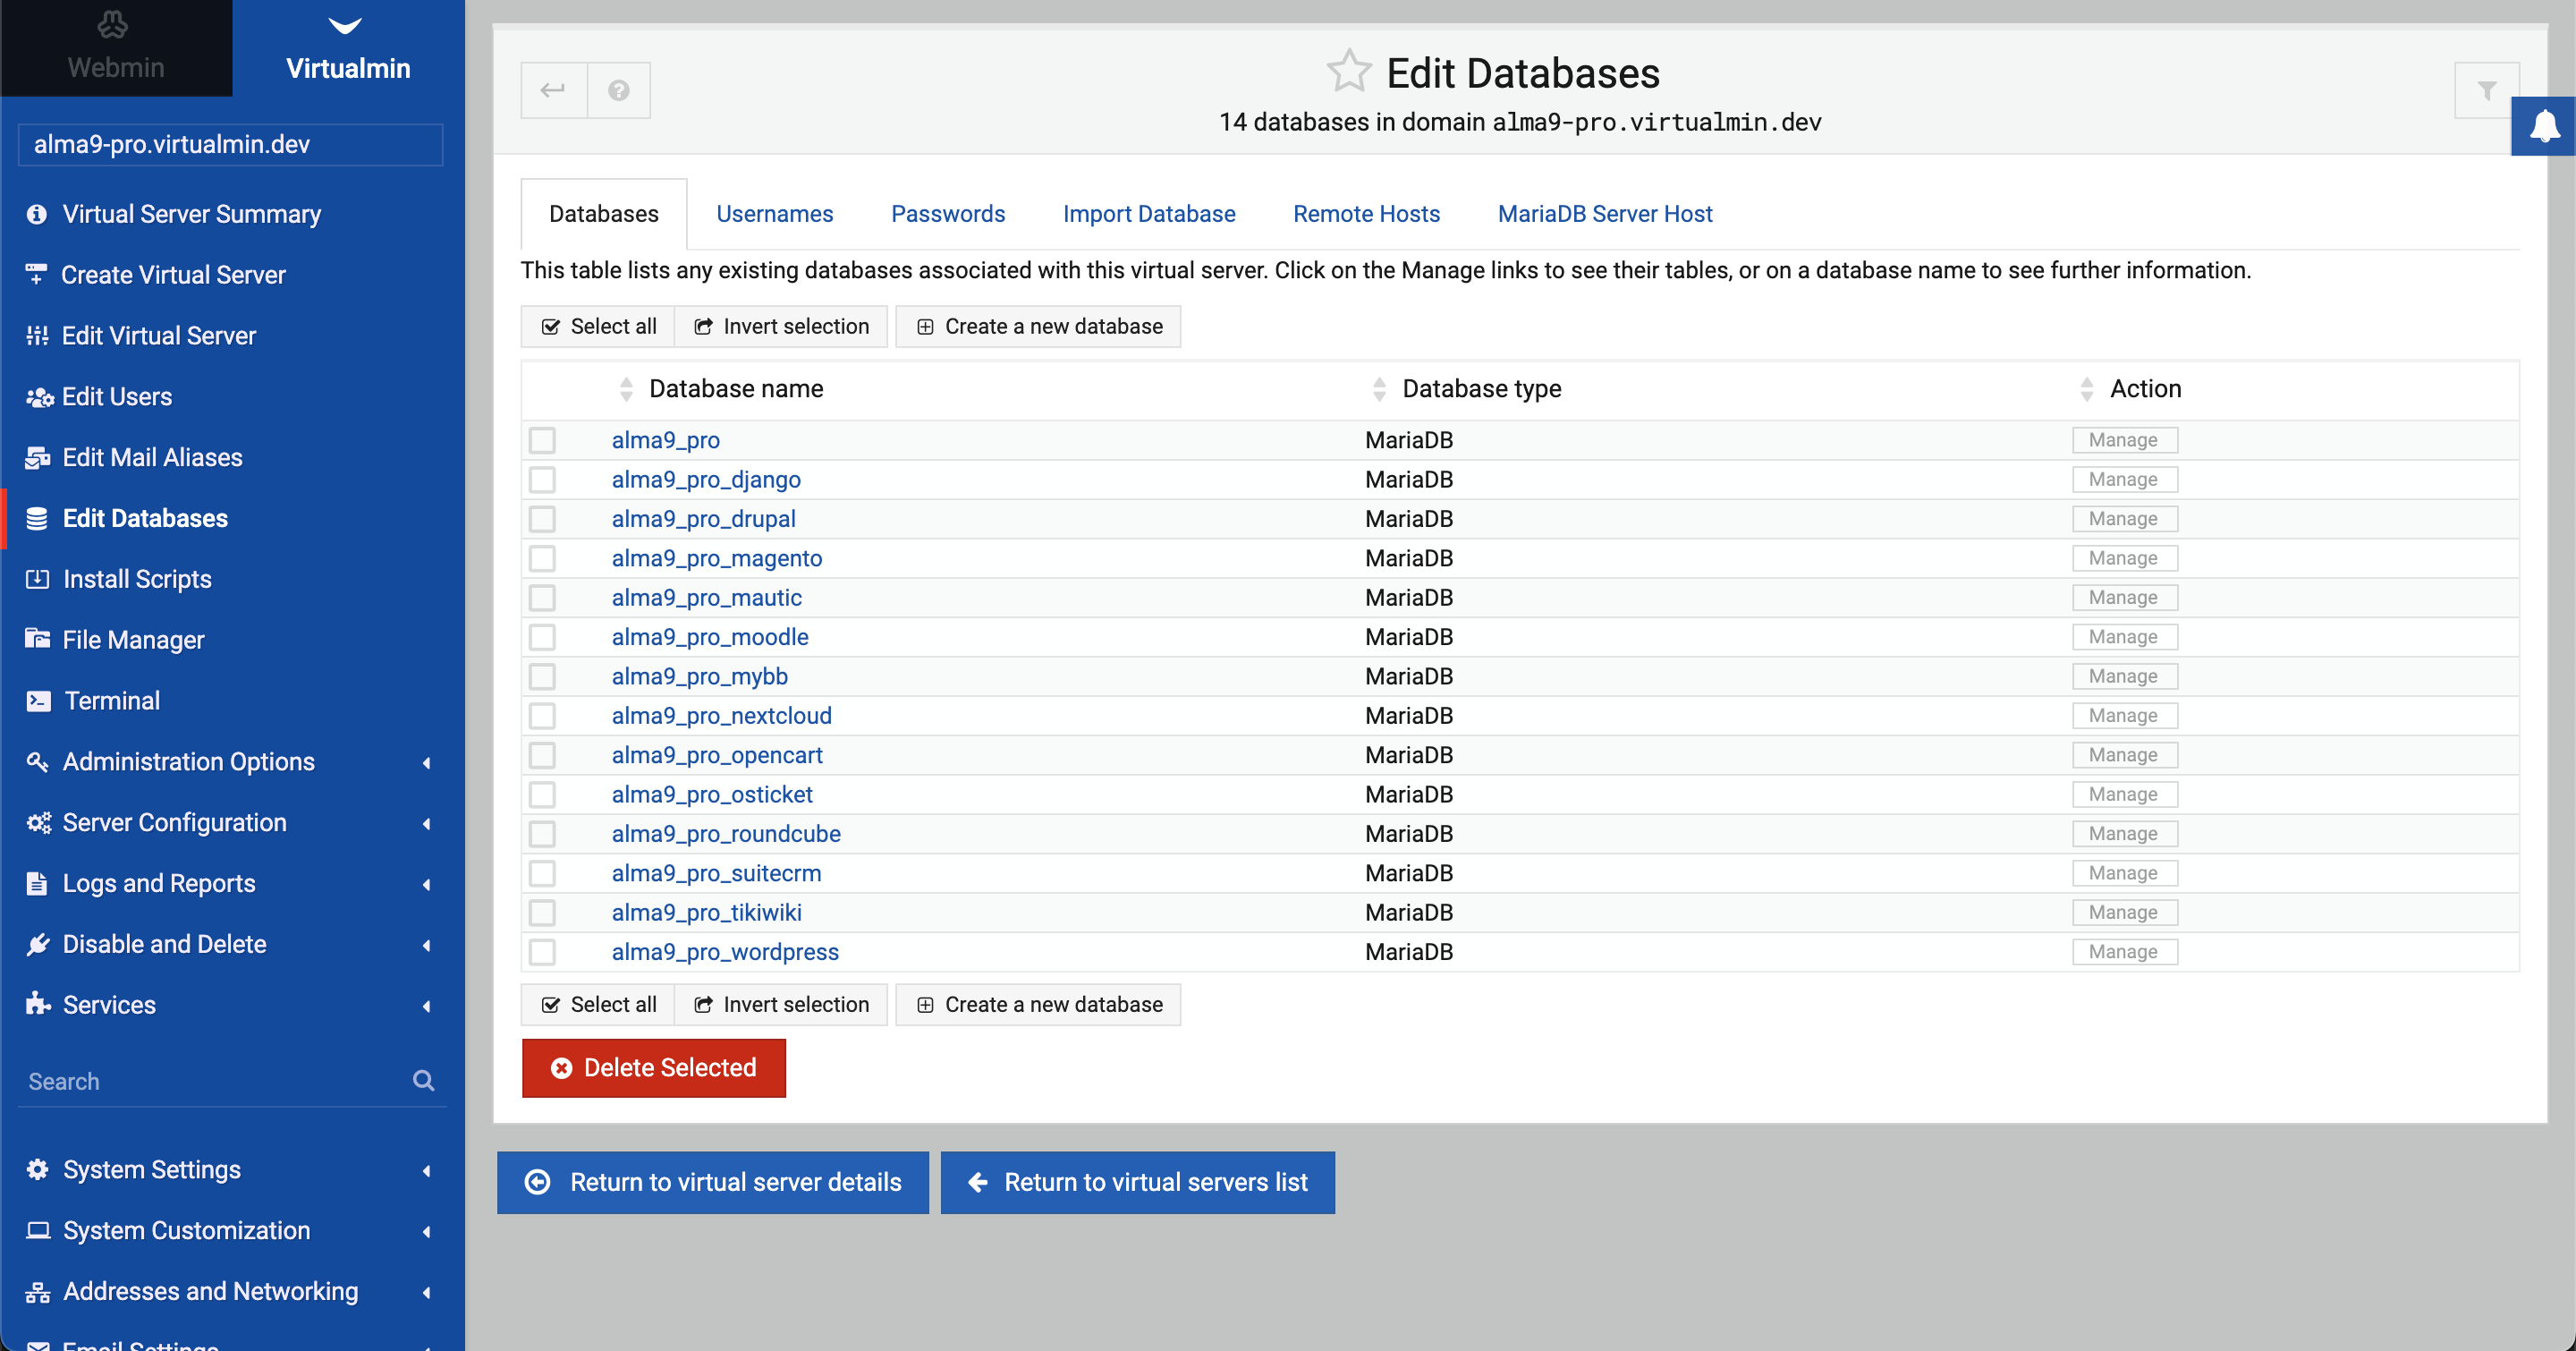 Webmin
Virtualmin
alma9-pro.virtualmin.dev
Virtual Server Summary
Create Virtual Server
Edit Virtual Server
Edit Users
Edit Mail Aliases
Edit Databases
Install Scripts
File Manager
Terminal
Administration Options
Server Configuration
Logs and Reports
Disable and Delete
Services
Search
System Settings
System Customization
Addresses and Networking
Email Settings
Edit Databases
14 databases in domain alma9-pro.virtualmin.dev
Databases Usernames Passwords Import Database Remote Hosts MariaDB Server Host
This table lists any existing databases associated with this virtual server. Click on the Manage links to see their tables, or on a database name to see further information.
Select all Invert selection Create a new database
Database name Database type Action
alma9_pro MariaDB Manage
alma9_pro_django MariaDB Manage
alma9_pro_drupal MariaDB Manage
alma9_pro_magento MariaDB Manage
alma9_pro_mautic MariaDB Manage
alma9_pro_moodle MariaDB Manage
alma9_pro_mybb MariaDB Manage
alma9_pro_nextcloud MariaDB Manage
alma9_pro_opencart MariaDB Manage
alma9_pro_osticket MariaDB Manage
alma9_pro_roundcube MariaDB Manage
alma9_pro_suitecrm MariaDB Manage
alma9_pro_tikiwiki MariaDB Manage
alma9_pro_wordpress MariaDB Manage
Select all Invert selection Create a new database
Delete Selected
Return to virtual server details Return to virtual servers list